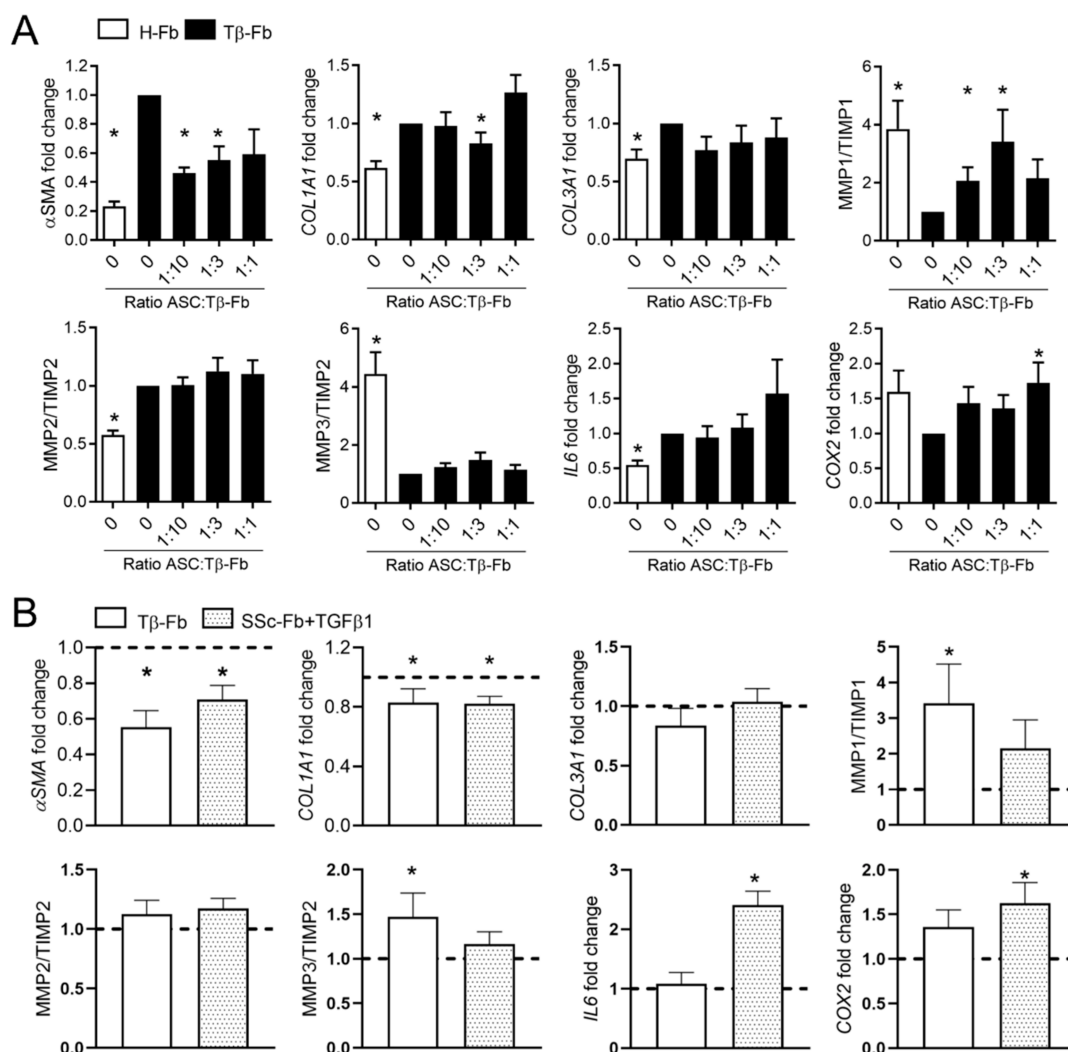 A
H-Fb Tβ-Fb
αSMA fold change
1.0
0.8
0.6
0.4
0.2
0.0
* * *
0 0 1:10 1:3 1:1
Ratio ASC:Tβ-Fb
COL1A1 fold change
1.5
1.0
0.5
0.0
* *
0 0 1:10 1:3 1:1
Ratio ASC:Tβ-Fb
COL3A1 fold change
1.5
1.0
0.5
0.0
*
0 0 1:10 1:3 1:1
Ratio ASC:Tβ-Fb
MMP1/TIMP1
6
4
2
0
* * *
0 0 1:10 1:3 1:1
Ratio ASC:Tβ-Fb
MMP2/TIMP2
1.5
1.0
0.5
0.0
*
0 0 1:10 1:3 1:1
Ratio ASC:Tβ-Fb
MMP3/TIMP2
6
4
2
0
*
0 0 1:10 1:3 1:1
Ratio ASC:Tβ-Fb
IL6 fold change
2.5
2.0
1.5
1.0
0.5
0.0
*
0 0 1:10 1:3 1:1
Ratio ASC:Tβ-Fb
COX2 fold change
2.5
2.0
1.5
1.0
0.5
0.0
*
0 0 1:10 1:3 1:1
Ratio ASC:Tβ-Fb
B
Tβ-Fb SSc-Fb+TGFβ1
αSMA fold change
1.0
0.8
0.6
0.4
0.2
0.0
* *
COL1A1 fold change
1.2
0.8
0.4
0.0
* *
COL3A1 fold change
1.5
1.0
0.5
0.0
MMP1/TIMP1
5
4
3
2
1
0
*
MMP2/TIMP2
1.5
1.0
0.5
0.0
MMP3/TIMP2
2.0
1.5
1.0
0.5
0.0
*
IL6 fold change
3
2
1
0
*
COX2 fold change
2.0
1.5
1.0
0.5
0.0
*